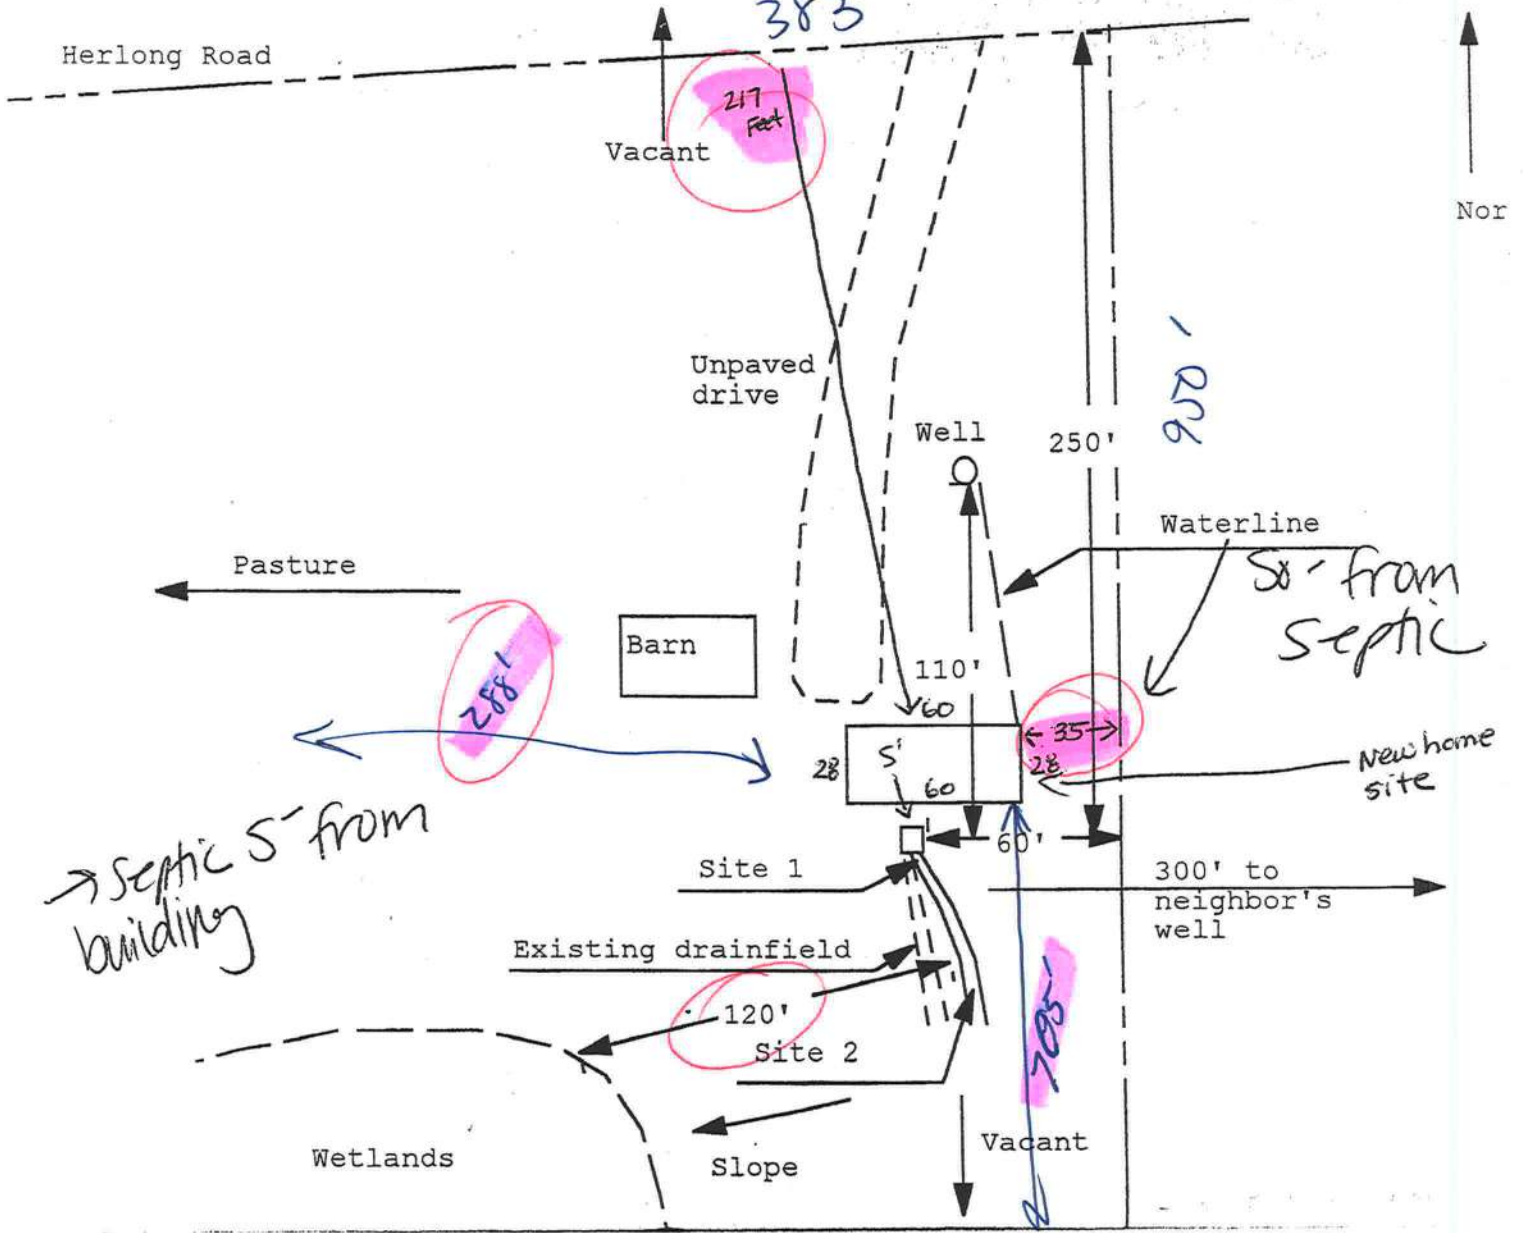 383
Herlong Road
217
Feet
Vacant
Nor
Unpaved
drive
950'
Well
250'
Waterline
50' from
septic
Pasture
Barn
288'
110'
60
35
28
5'
28
New home
site
60
60'
→ Septic 5' from
building
Site 1
300' to
neighbor's
well
Existing drainfield
120'
Site 2
705'
Vacant
Wetlands
Slope